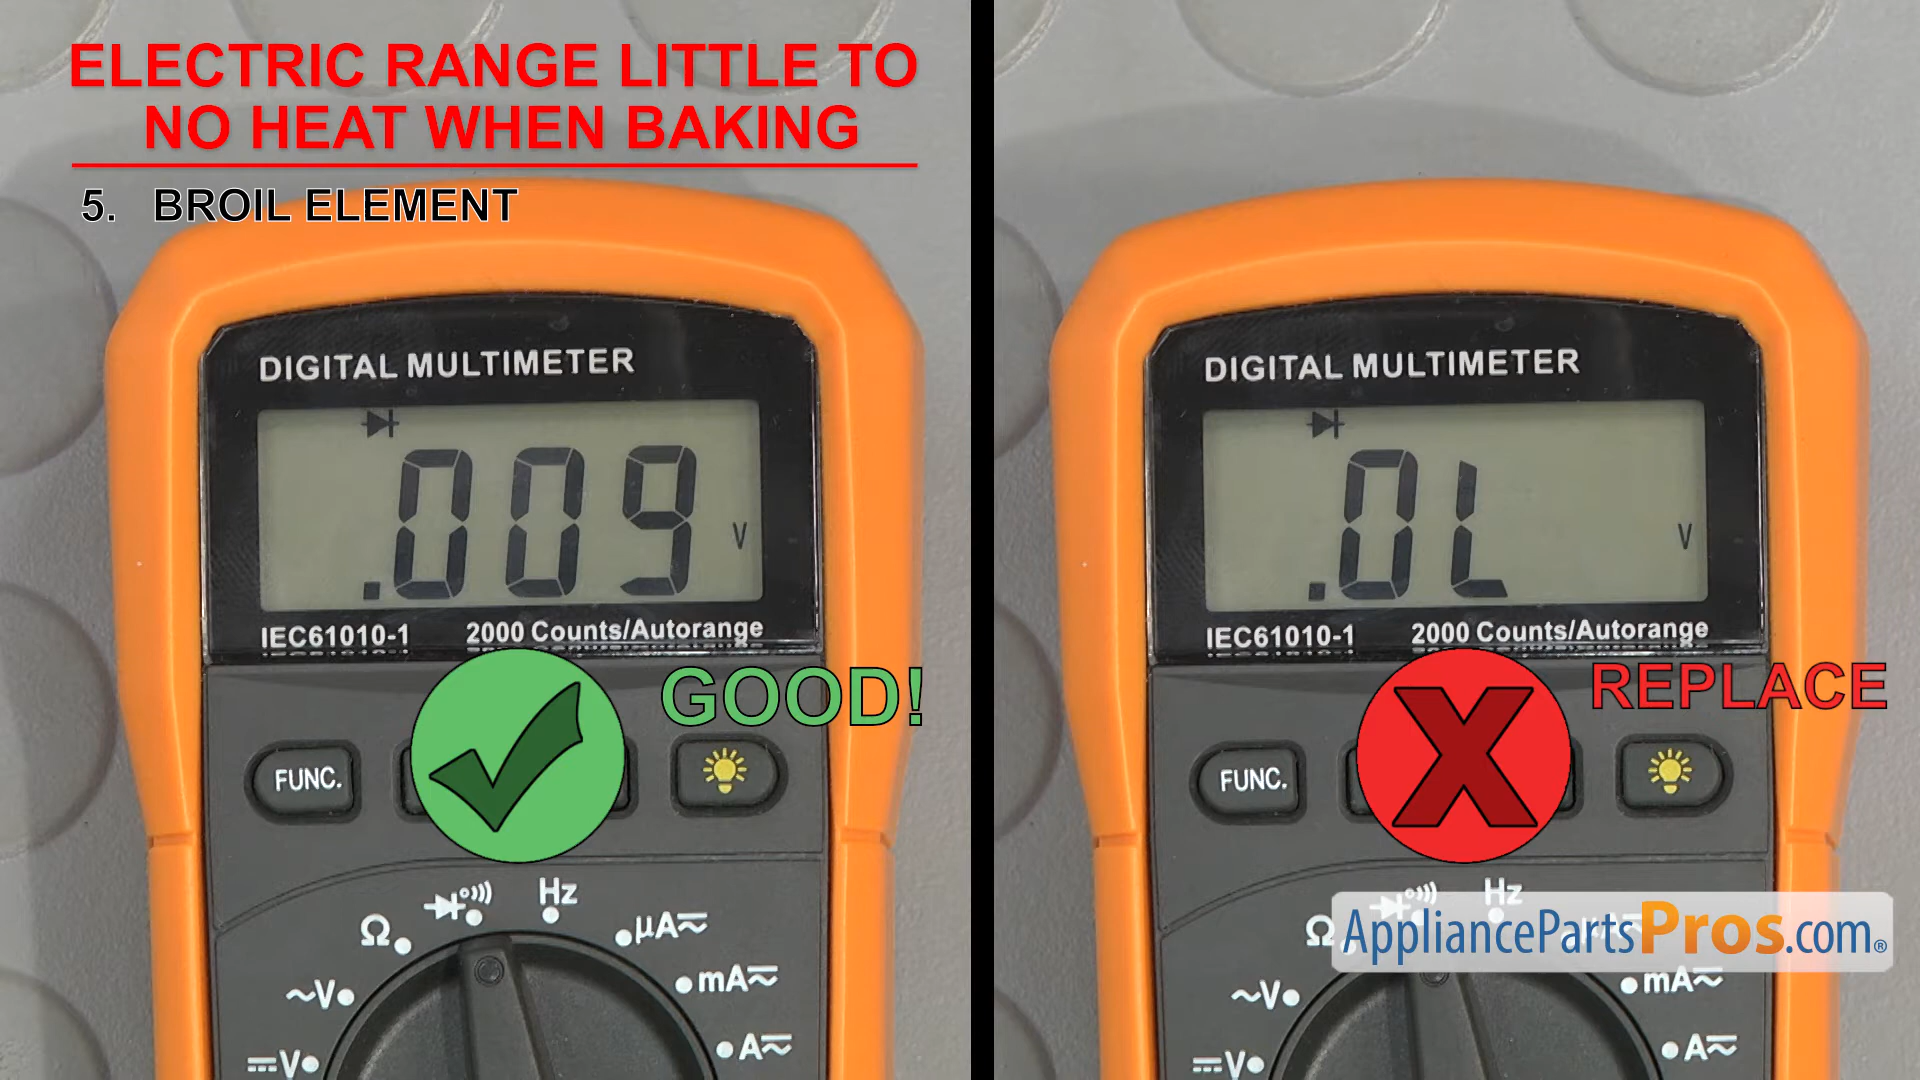 ELECTRIC RANGE LITTLE TO
NO HEAT WHEN BAKING
5. BROIL ELEMENT
DIGITAL MULTIMETER
.009 V
IEC61010-1 2000 Counts/Autorange
GOOD!
FUNC.
Hz
Ω
µA
mA
~V
A
V
DIGITAL MULTIMETER
.0L V
IEC61010-1 2000 Counts/Autorange
REPLACE
X
FUNC.
Hz
Ω
AppliancePartsPros.com®
mA
~V
A
V